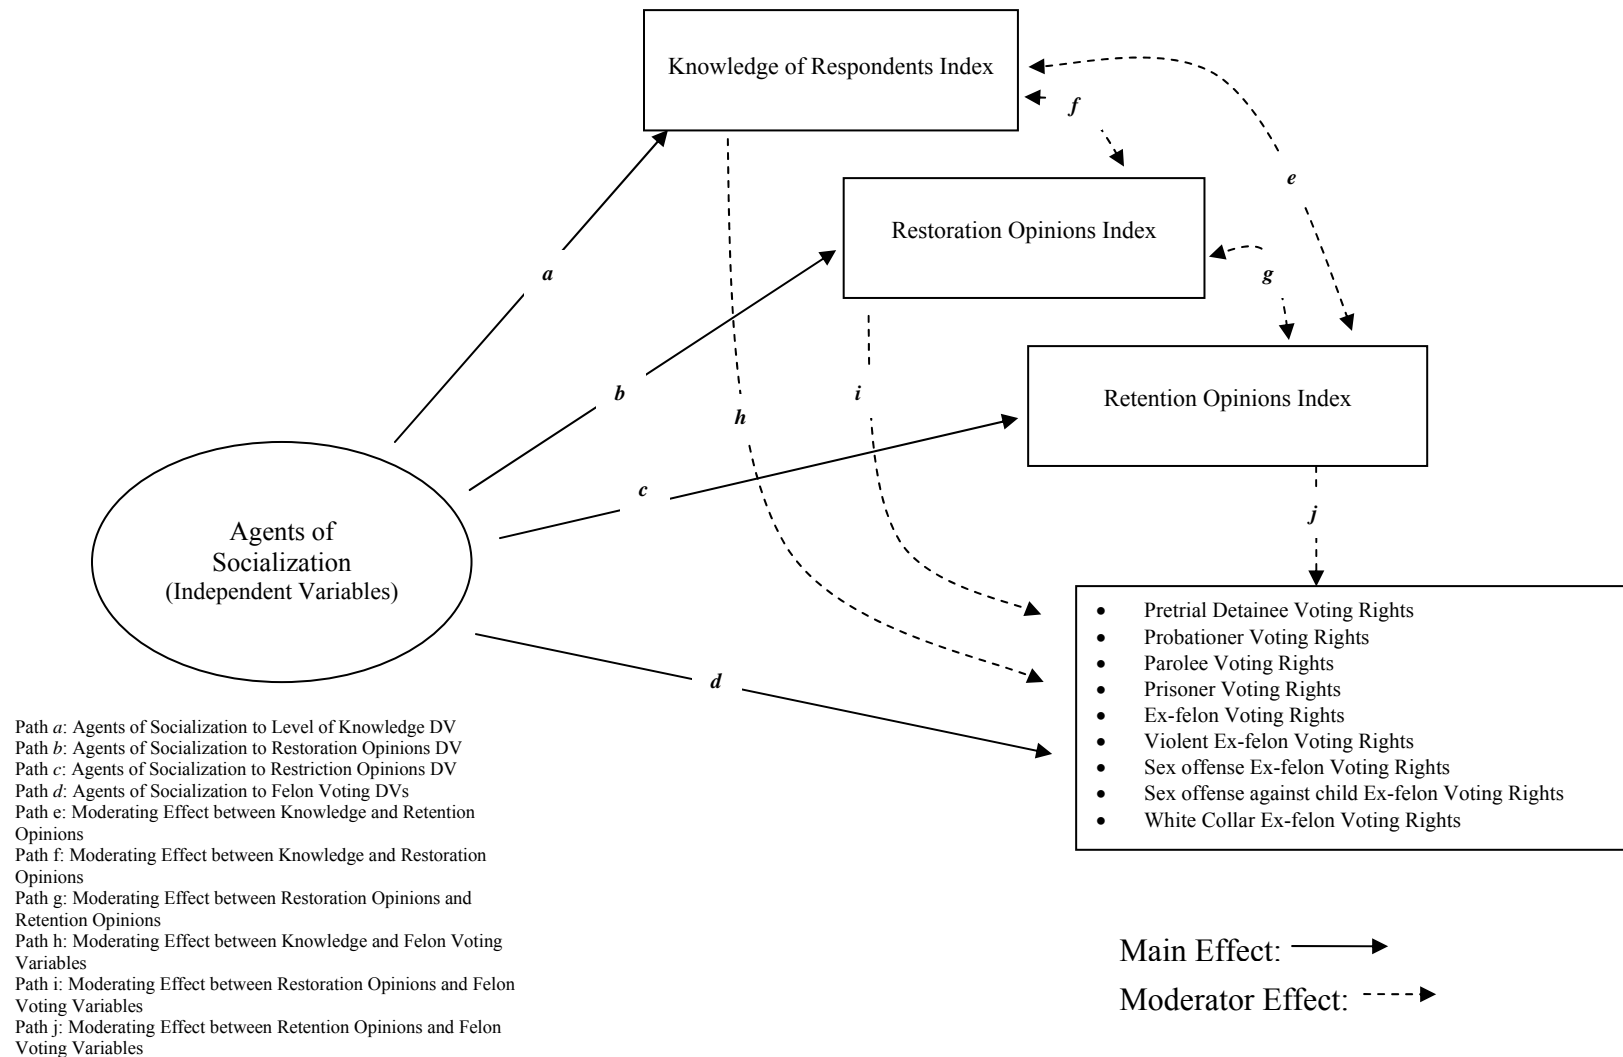 Knowledge of Respondents Index
f
e
Restoration Opinions Index
g
a
Retention Opinions Index
b
i
h
c
j
Agents of
Socialization
(Independent Variables)
d
• Pretrial Detainee Voting Rights
• Probationer Voting Rights
• Parolee Voting Rights
• Prisoner Voting Rights
• Ex-felon Voting Rights
• Violent Ex-felon Voting Rights
• Sex offense Ex-felon Voting Rights
• Sex offense against child Ex-felon Voting Rights
• White Collar Ex-felon Voting Rights
Path a: Agents of Socialization to Level of Knowledge DV
Path b: Agents of Socialization to Restoration Opinions DV
Path c: Agents of Socialization to Restriction Opinions DV
Path d: Agents of Socialization to Felon Voting DVs
Path e: Moderating Effect between Knowledge and Retention
Opinions
Path f: Moderating Effect between Knowledge and Restoration
Opinions
Path g: Moderating Effect between Restoration Opinions and
Retention Opinions
Path h: Moderating Effect between Knowledge and Felon Voting
Variables
Path i: Moderating Effect between Restoration Opinions and Felon
Voting Variables
Path j: Moderating Effect between Retention Opinions and Felon
Voting Variables
Main Effect:
Moderator Effect: